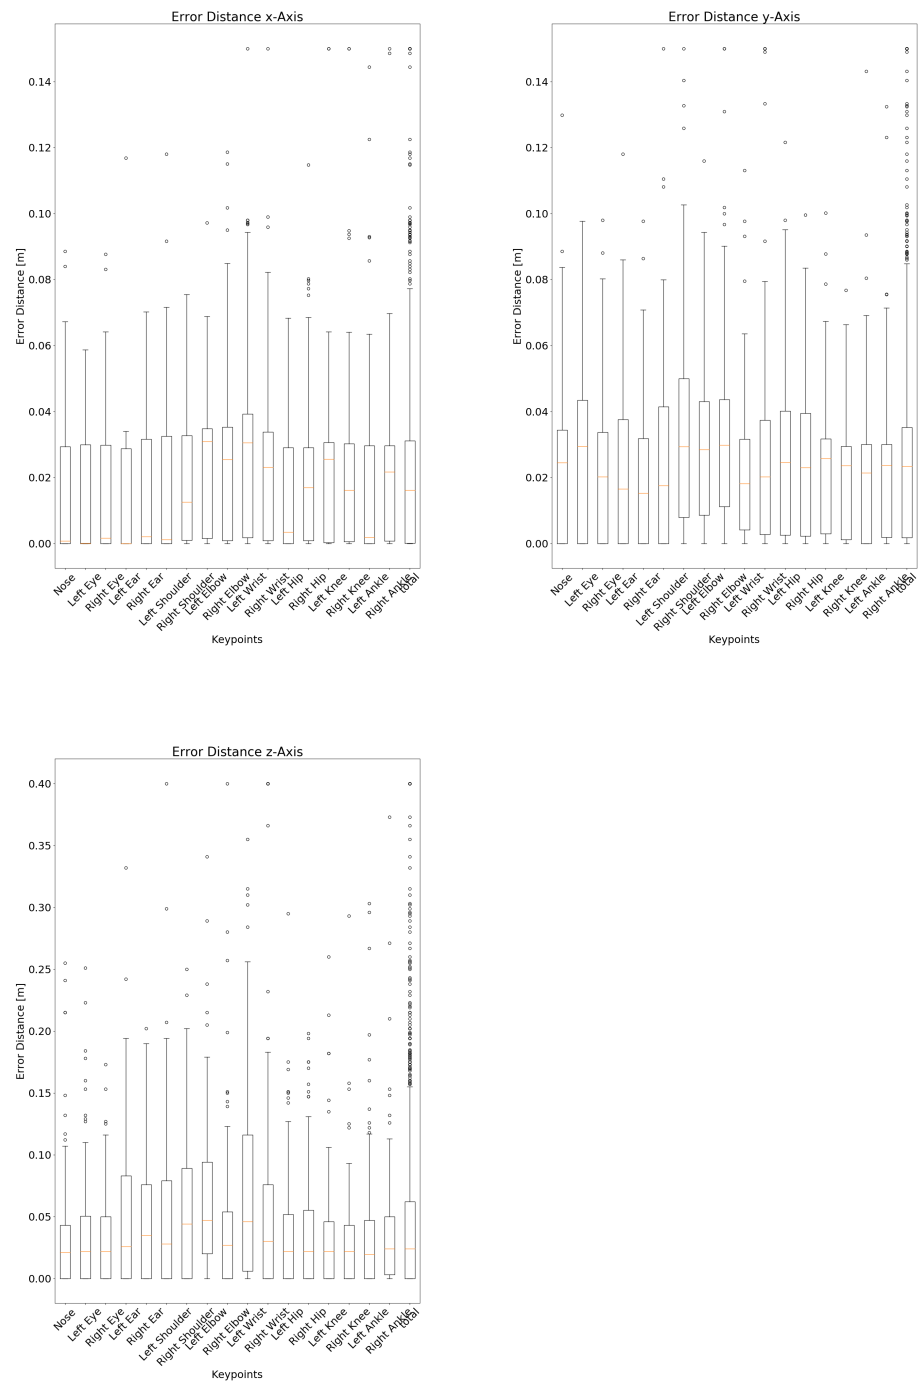 Error Distance x-Axis
0.14
0.12
0.10
0.08
0.06
0.04
0.02
0.00
Error Distance [m]
Nose
Left Eye
Right Eye
Left Ear
Right Ear
Left Shoulder
Right Shoulder
Left Elbow
Right Elbow
Left Wrist
Right Wrist
Left Hip
Right Hip
Left Knee
Right Knee
Left Ankle
Right Ankle
total
Keypoints
Error Distance y-Axis
0.14
0.12
0.10
0.08
0.06
0.04
0.02
0.00
Error Distance [m]
Nose
Left Eye
Right Eye
Left Ear
Right Ear
Left Shoulder
Right Shoulder
Left Elbow
Right Elbow
Left Wrist
Right Wrist
Left Hip
Right Hip
Left Knee
Right Knee
Left Ankle
Right Ankle
total
Keypoints
Error Distance z-Axis
0.40
0.35
0.30
0.25
0.20
0.15
0.10
0.05
0.00
Error Distance [m]
Nose
Left Eye
Right Eye
Left Ear
Right Ear
Left Shoulder
Right Shoulder
Left Elbow
Right Elbow
Left Wrist
Right Wrist
Left Hip
Right Hip
Left Knee
Right Knee
Left Ankle
Right Ankle
total
Keypoints